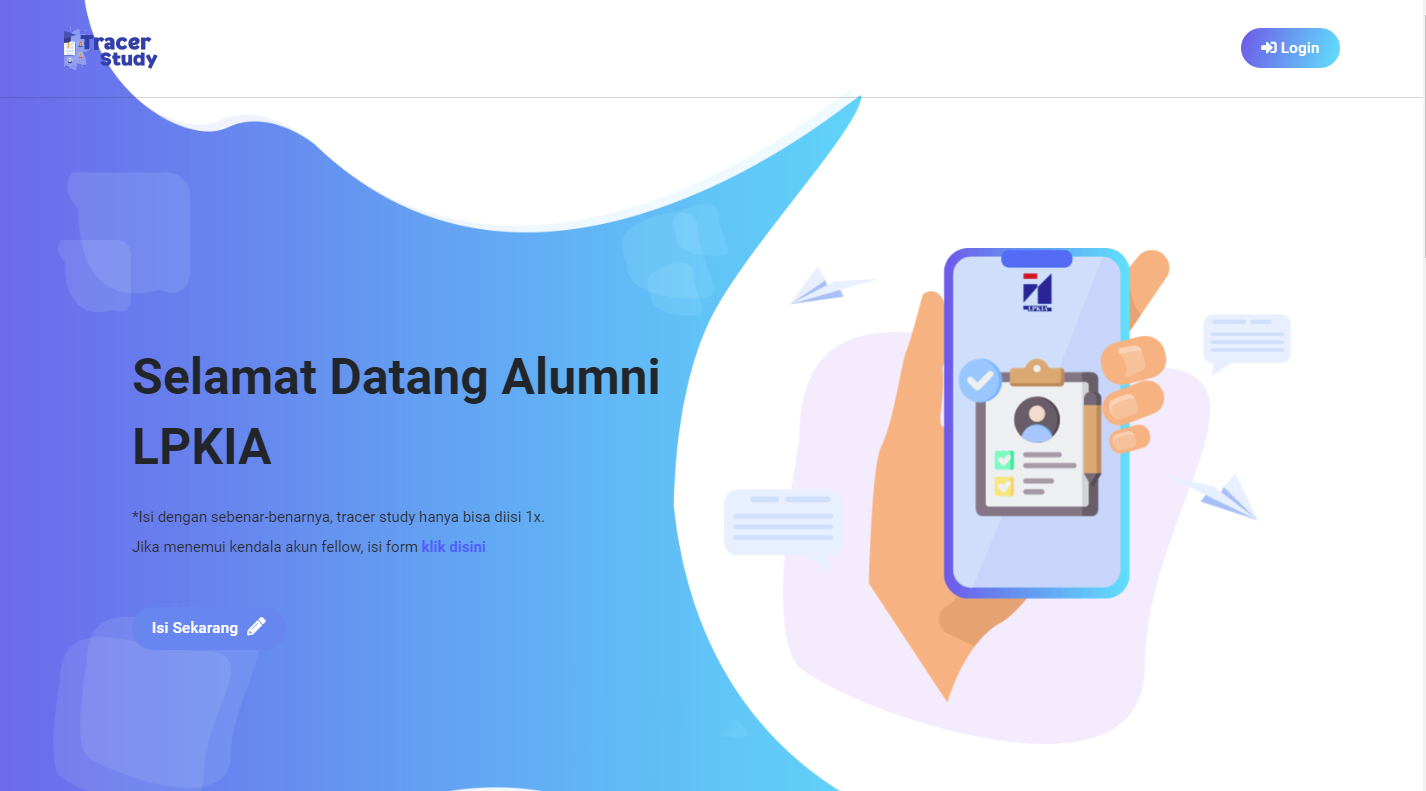 Tracer
Study
Login
Selamat Datang Alumni
LPKIA
*Isi dengan sebenar-benarnya, tracer study hanya bisa diisi 1x.
Jika menemui kendala akun fellow, isi form klik disini
Isi Sekarang
LPKIA